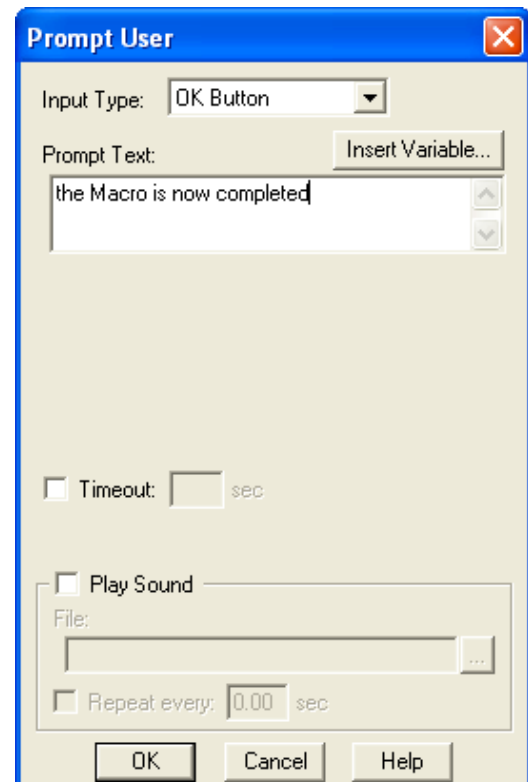 Prompt User
Input Type: OK Button
Prompt Text: Insert Variable...
the Macro is now completed
Timeout: sec
Play Sound
File:
...
Repeat every: 0.00 sec
OK Cancel Help